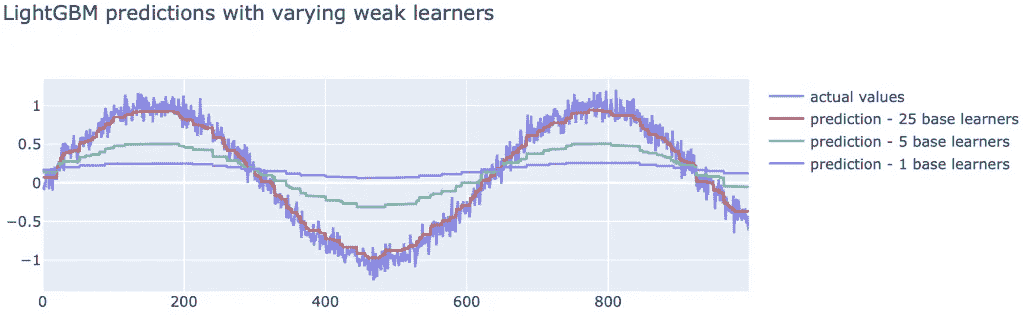 LightGBM predictions with varying weak learners
1
0.5
0
−0.5
−1
0 200 400 600 800
actual values
prediction - 25 base learners
prediction - 5 base learners
prediction - 1 base learners